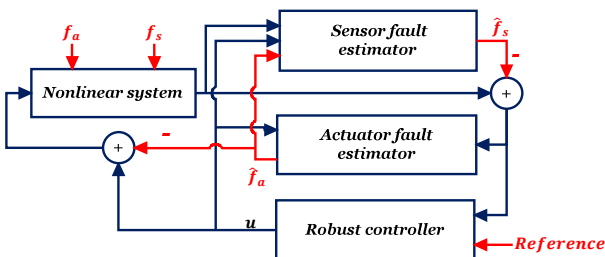 f_a
f_s
Sensor fault
estimator
f̂_s
-
Nonlinear system
+
-
+
Actuator fault
estimator
f̂_a
u
Robust controller
Reference